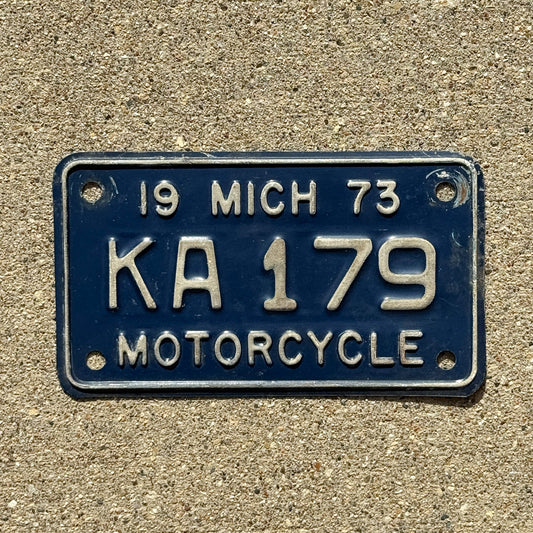 19 MICH 73
KA 179
MOTORCYCLE